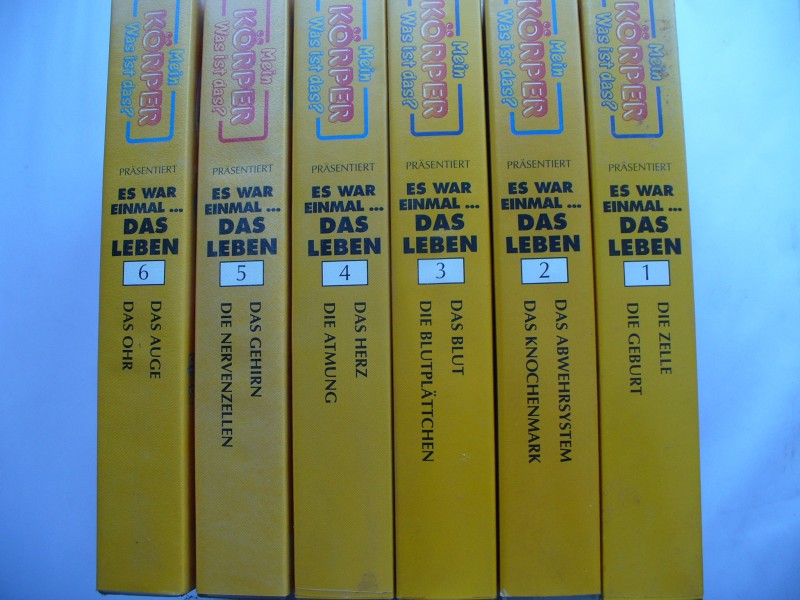 Mein
KÖRPER
Was ist das?
PRÄSENTIERT
ES WAR
EINMAL ...
DAS
LEBEN
6
DAS AUGE
DAS OHR
Mein
KÖRPER
Was ist das?
PRÄSENTIERT
ES WAR
EINMAL ...
DAS
LEBEN
5
DAS GEHIRN
DIE NERVENZELLEN
Mein
KÖRPER
Was ist das?
PRÄSENTIERT
ES WAR
EINMAL ...
DAS
LEBEN
4
DAS HERZ
DIE ATMUNG
Mein
KÖRPER
Was ist das?
PRÄSENTIERT
ES WAR
EINMAL ...
DAS
LEBEN
3
DAS BLUT
DIE BLUTPLÄTTCHEN
Mein
KÖRPER
Was ist das?
PRÄSENTIERT
ES WAR
EINMAL ...
DAS
LEBEN
2
DAS ABWEHRSYSTEM
DAS KNOCHENMARK
Mein
KÖRPER
Was ist das?
PRÄSENTIERT
ES WAR
EINMAL ...
DAS
LEBEN
1
DIE ZELLE
DIE GEBURT